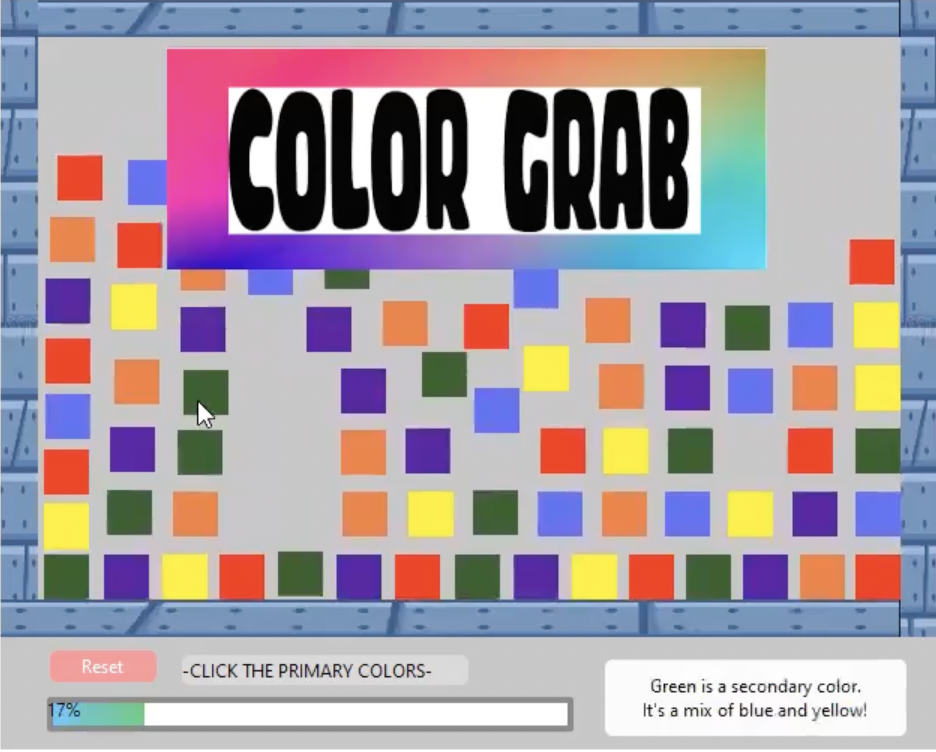 COLOR GRAB
Reset
-CLICK THE PRIMARY COLORS-
17%
Green is a secondary color.
It's a mix of blue and yellow!